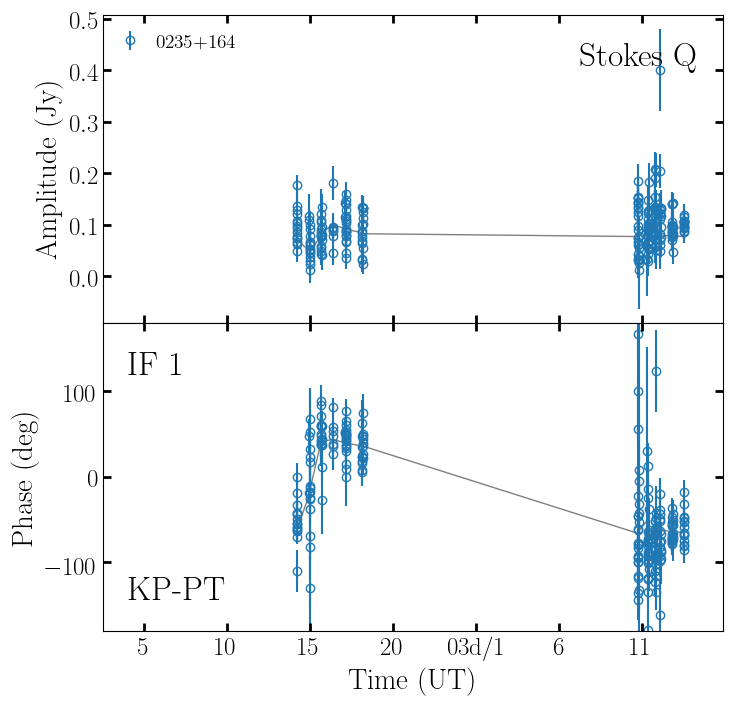 0235+164
Stokes Q
0.5
0.4
0.3
0.2
0.1
0.0
Amplitude (Jy)
IF 1
100
0
−100
Phase (deg)
KP-PT
5 10 15 20 03d/1 6 11
Time (UT)